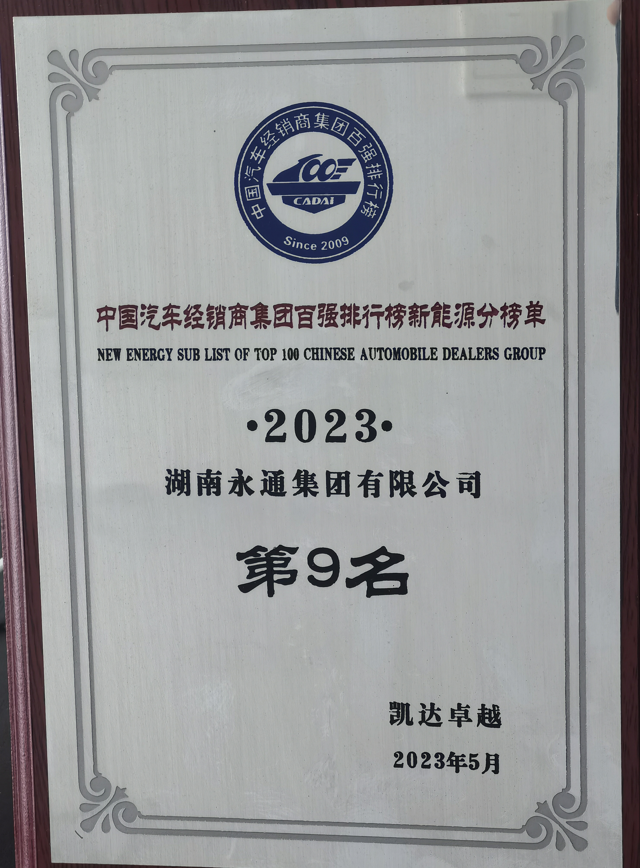 中国汽车经销商集团百强排行榜
100E
CADAI
Since 2009
中国汽车经销商集团百强排行榜新能源分榜单
NEW ENERGY SUB LIST OF TOP 100 CHINESE AUTOMOBILE DEALERS GROUP
·2023·
湖南永通集团有限公司
第9名
凯达卓越
2023年5月